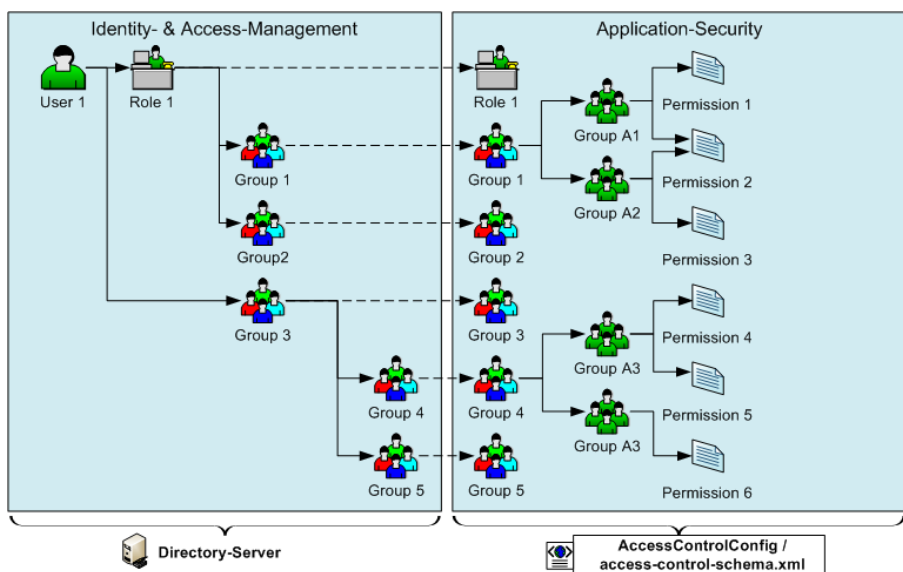 Identity- & Access-Management
Application-Security
User 1
Role 1
Role 1
Permission 1
Group A1
Group 1
Group 1
Permission 2
Group A2
Group2
Group 2
Permission 3
Group 3
Group 3
Permission 4
Group A3
Group 4
Group 4
Permission 5
Group A3
Group 5
Group 5
Permission 6
Directory-Server
AccessControlConfig /
access-control-schema.xml